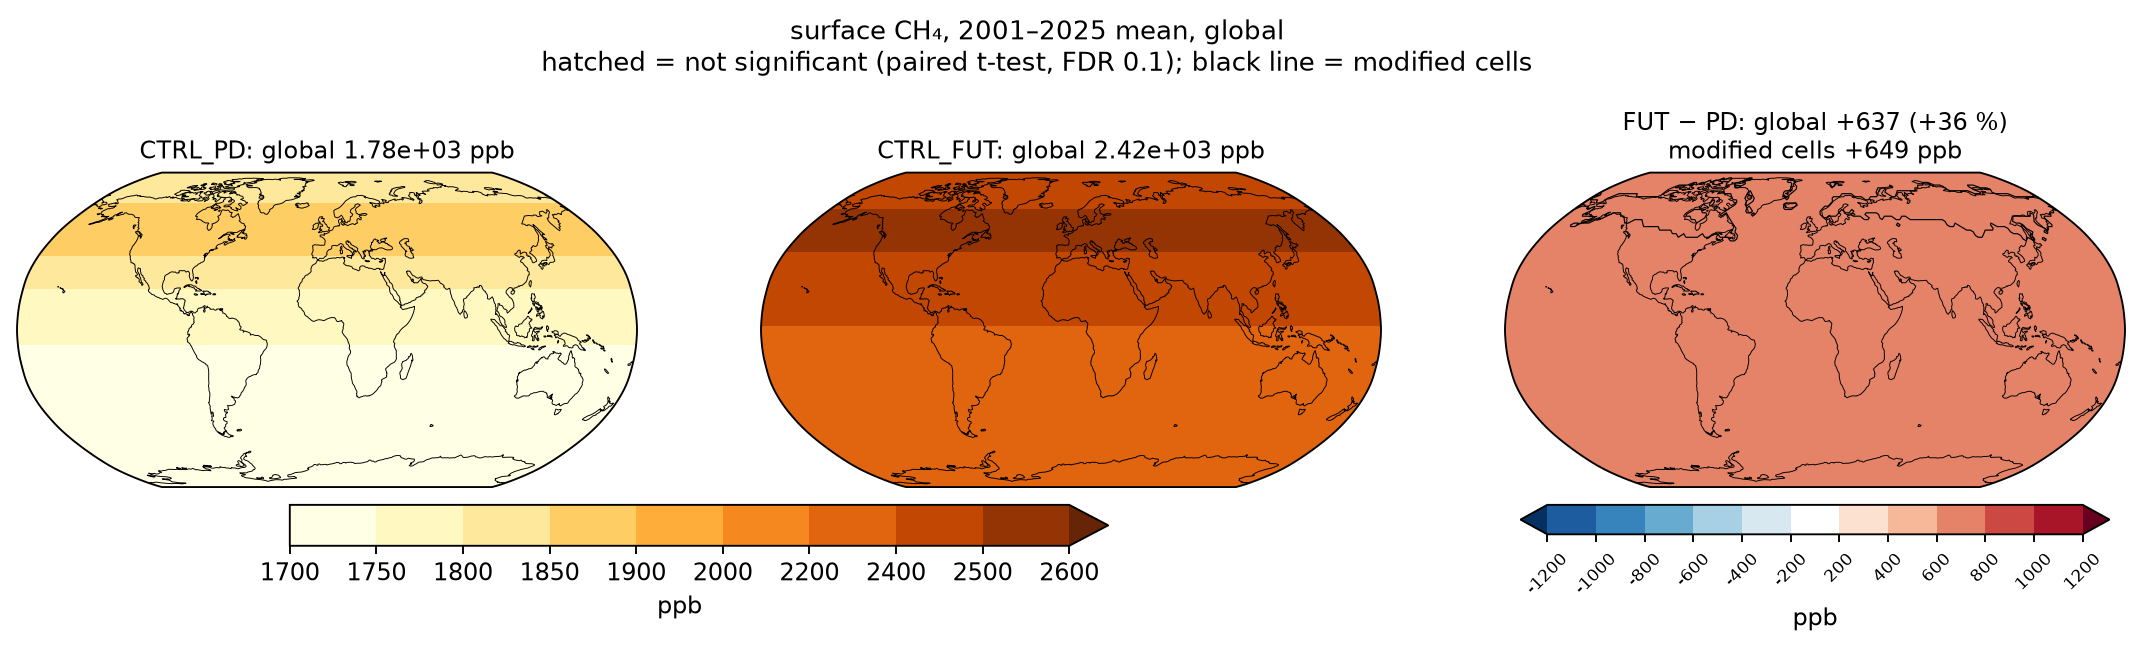 surface CH₄, 2001–2025 mean, global
hatched = not significant (paired t-test, FDR 0.1); black line = modified cells
CTRL_PD: global 1.78e+03 ppb
CTRL_FUT: global 2.42e+03 ppb
FUT − PD: global +637 (+36 %)
modified cells +649 ppb
1700 1750 1800 1850 1900 2000 2200 2400 2500 2600
ppb
-1200 -1000 -800 -600 -400 -200 200 400 600 800 1000 1200
ppb